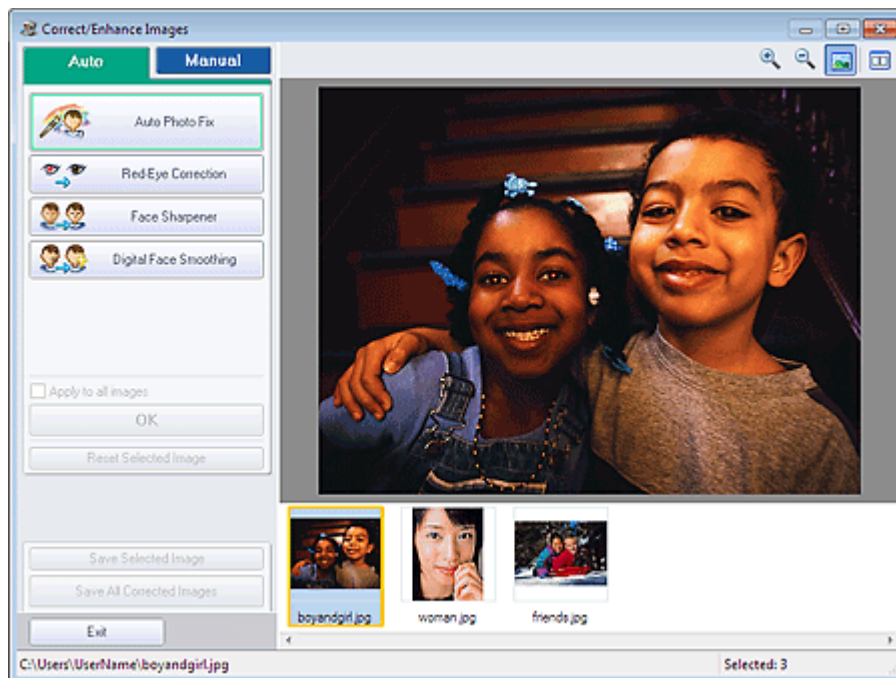 Correct/Enhance Images
Auto
Manual
Auto Photo Fix
Red-Eye Correction
Face Sharpener
Digital Face Smoothing
Apply to all images
OK
Reset Selected Image
Save Selected Image
Save All Corrected Images
Exit
boyandgirl.jpg
woman.jpg
friends.jpg
C:\Users\UserName\boyandgirl.jpg
Selected: 3